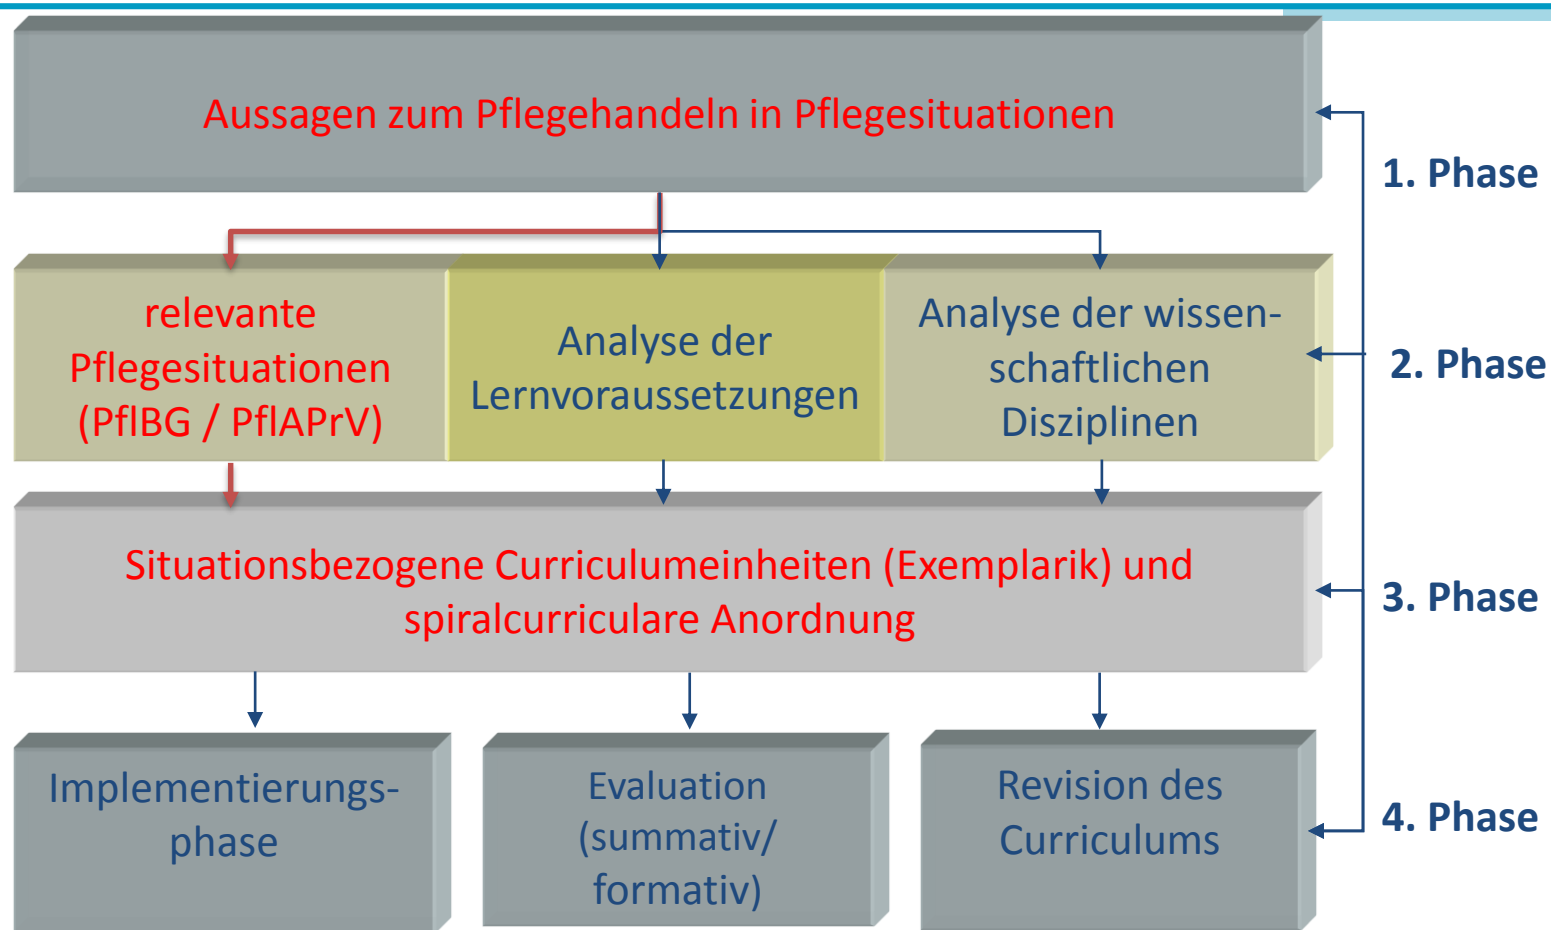 Aussagen zum Pflegehandeln in Pflegesituationen
1. Phase
relevante
Pflegesituationen
(PflBG / PflAPrV)
Analyse der
Lernvoraussetzungen
Analyse der wissen-
schaftlichen
Disziplinen
2. Phase
Situationsbezogene Curriculumeinheiten (Exemplarik) und
spiralcurriculare Anordnung
3. Phase
Implementierungs-
phase
Evaluation
(summativ/
formativ)
Revision des
Curriculums
4. Phase